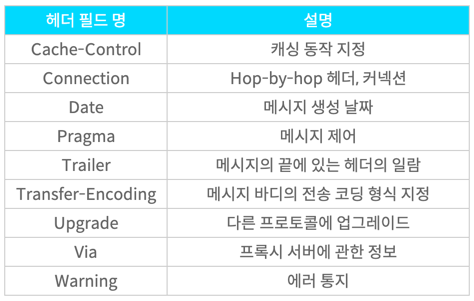 헤더 필드 명 설명
Cache-Control 캐싱 동작 지정
Connection Hop-by-hop 헤더, 커넥션
Date 메시지 생성 날짜
Pragma 메시지 제어
Trailer 메시지의 끝에 있는 헤더의 일람
Transfer-Encoding 메시지 바디의 전송 코딩 형식 지정
Upgrade 다른 프로토콜에 업그레이드
Via 프록시 서버에 관한 정보
Warning 에러 통지